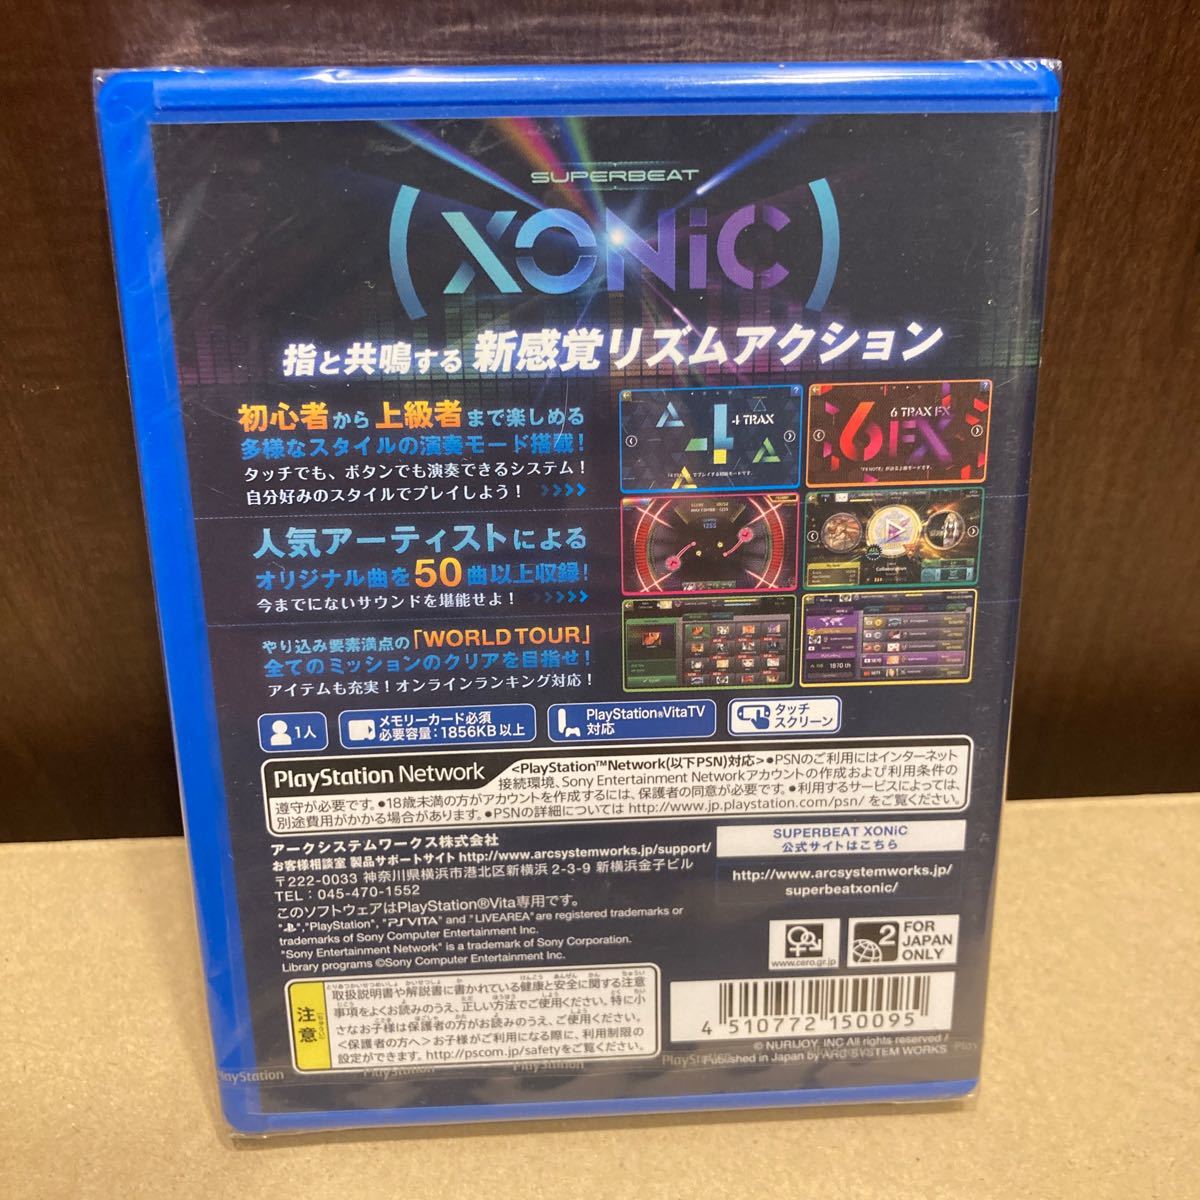 SUPERBEAT
XONiC
指と共鳴する 新感覚リズムアクション
初心者から上級者まで楽しめる
多様なスタイルの演奏モード搭載!
タッチでも、ボタンでも演奏できるシステム!
自分好みのスタイルでプレイしよう!
4 TRAX
6 TRAX FX
6FX
人気アーティストによる
オリジナル曲を50曲以上収録!
今までにないサウンドを堪能せよ!
やり込み要素満点の「WORLD TOUR」
全てのミッションのクリアを目指せ!
アイテムも充実!オンラインランキング対応!
1人
メモリーカード必須
必要容量:1856KB以上
PlayStation®VitaTV
対応
タッチ
スクリーン
PlayStation Network
<PlayStation™Network(以下PSN)対応>●PSNのご利用にはインターネット
接続環境、Sony Entertainment Networkアカウントの作成および利用条件の
遵守が必要です。●18歳未満の方がアカウントを作成するには、保護者の同意が必要です。●利用するサービスによっては、
別途費用がかかる場合があります。●PSNの詳細については http://www.jp.playstation.com/psn/ をご覧ください。
アークシステムワークス株式会社
お客様相談室 製品サポートサイト http://www.arcsystemworks.jp/support/
〒222-0033 神奈川県横浜市港北区新横浜 2-3-9 新横浜金子ビル
TEL:045-470-1552
このソフトウェアはPlayStation®Vita専用です。
"PlayStation", "PSVITA" and "LIVEAREA" are registered trademarks or
trademarks of Sony Computer Entertainment Inc.
"Sony Entertainment Network" is a trademark of Sony Corporation.
Library programs ©Sony Computer Entertainment Inc.
SUPERBEAT XONiC
公式サイトはこちら
http://www.arcsystemworks.jp/
superbeatxonic/
www.cero.gr.jp
2
FOR
JAPAN
ONLY
注意
取扱説明書や解説書に書かれている健康と安全に関する注意
事項をよくお読みのうえ、正しい方法でご使用ください。特に小
さなお子様は保護者の方がお読みのうえ、ご使用ください。
<保護者の方へ>お子様がご利用になる際に、利用制限の
設定ができます。http://pscom.jp/safetyをご覧ください。
4 510772 150095
© NURIJOY, INC All rights reserved /
Published in Japan by ARC SYSTEM WORKS
PlayStation